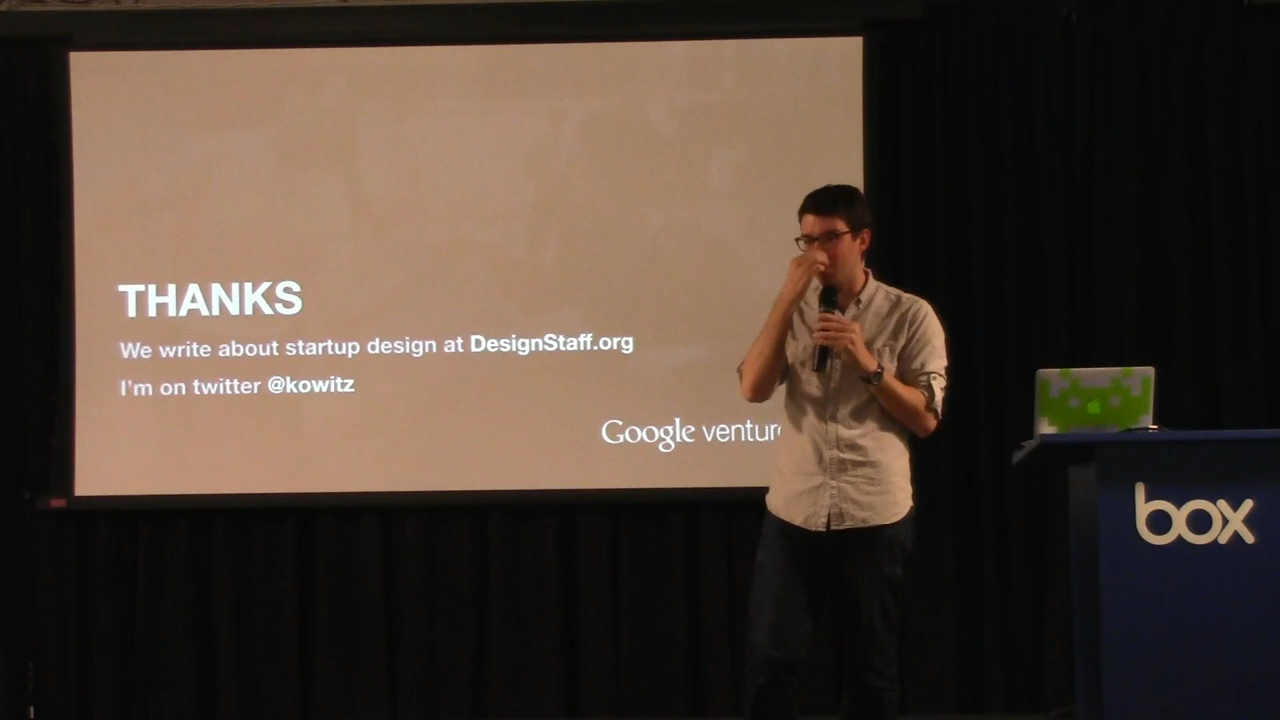 THANKS
We write about startup design at DesignStaff.org
I'm on twitter @kowitz
Google ventur
box